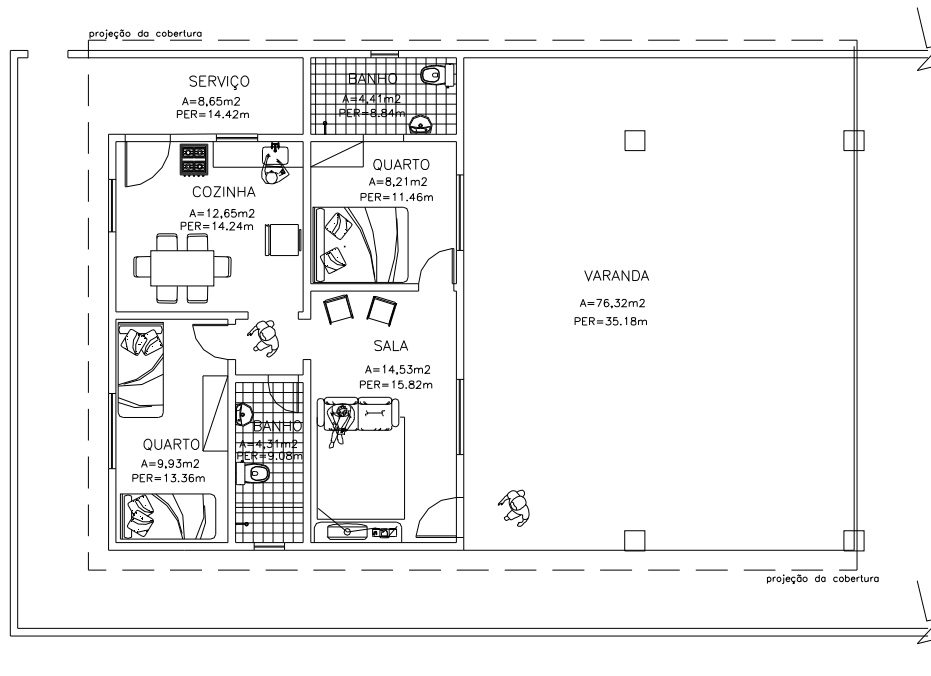 projeção da cobertura
SERVIÇO
A=8,65m2
PER=14.42m
BANHO
A=4,41m2
PER=8.84m
QUARTO
A=8,21m2
PER=11.46m
COZINHA
A=12,65m2
PER=14.24m
VARANDA
A=76,32m2
PER=35.18m
SALA
A=14,53m2
PER=15.82m
BANHO
A=4,31m2
PER=9.08m
QUARTO
A=9,93m2
PER=13.36m
projeção da cobertura